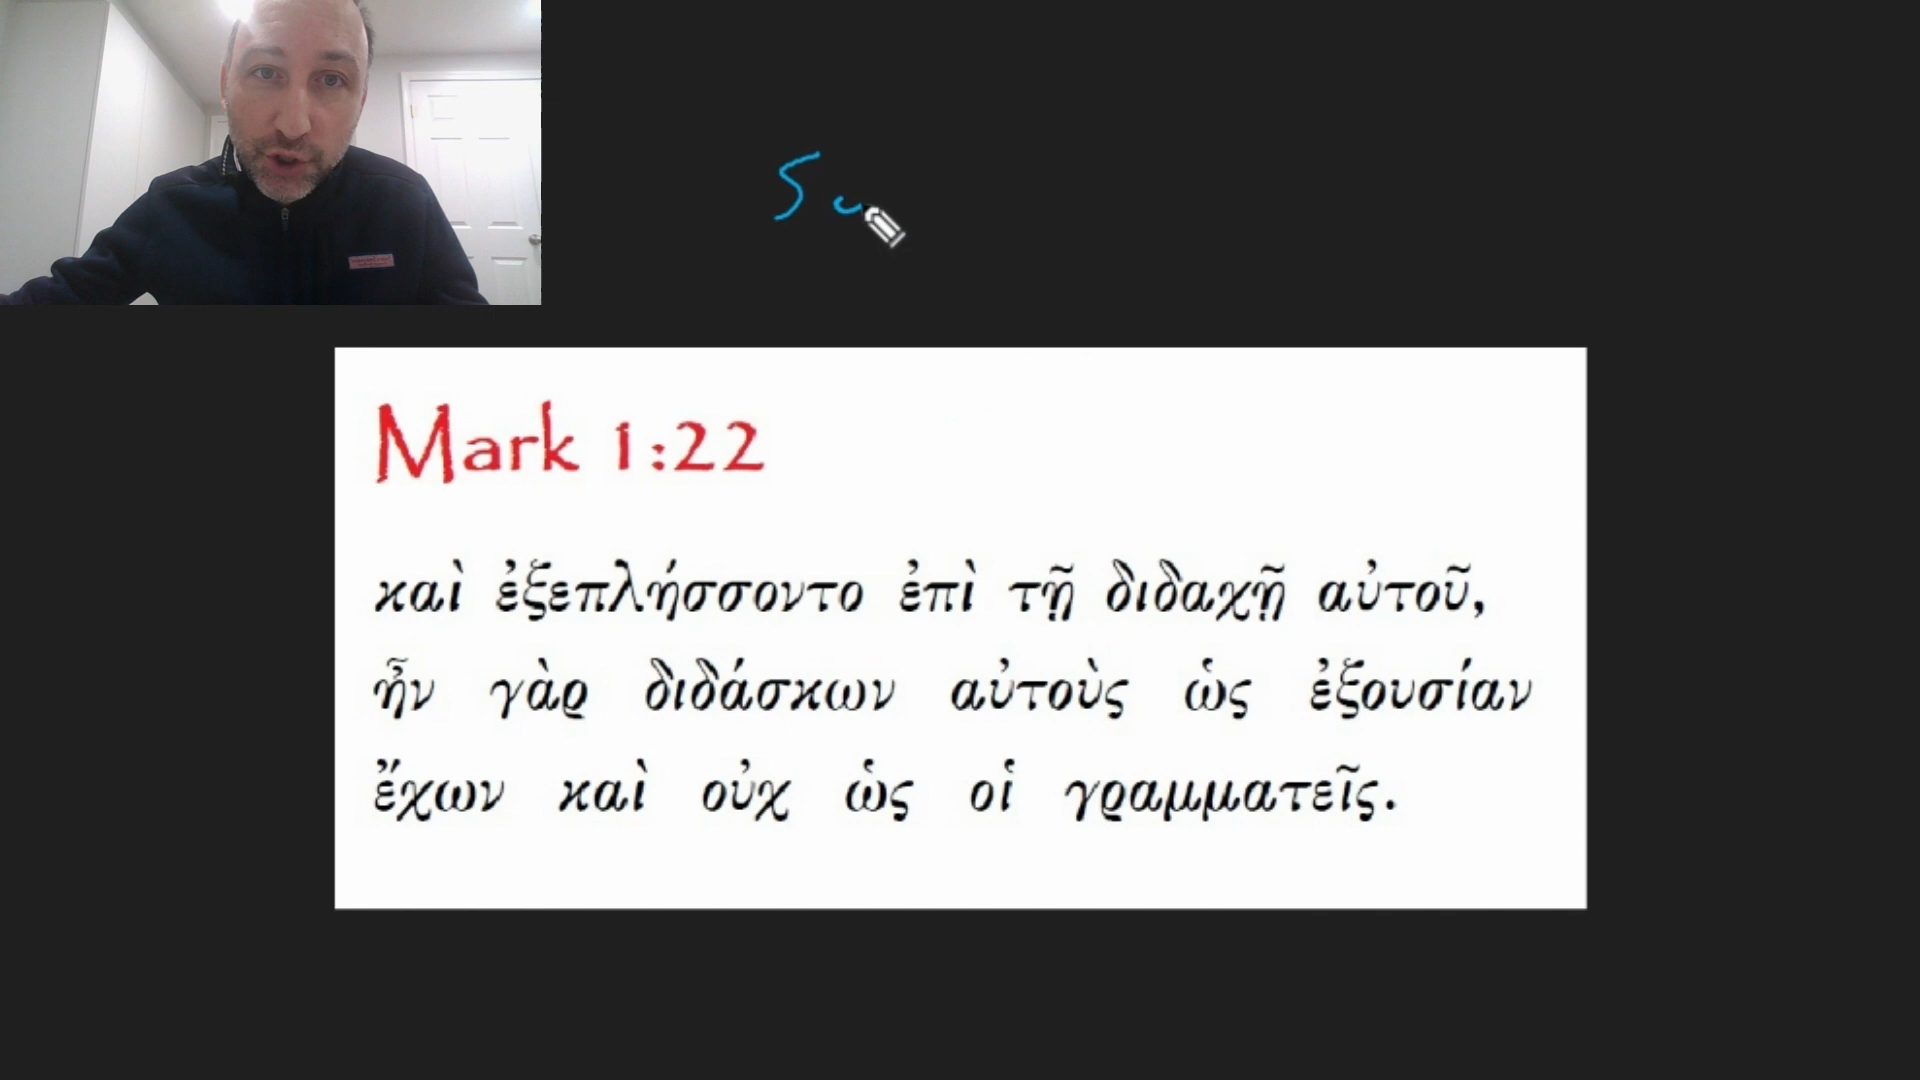 S
Mark 1:22
καὶ ἐξεπλήσσοντο ἐπὶ τῇ διδαχῇ αὐτοῦ,
ἦν γὰρ διδάσκων αὐτοὺς ὡς ἐξουσίαν
ἔχων καὶ οὐχ ὡς οἱ γραμματεῖς.